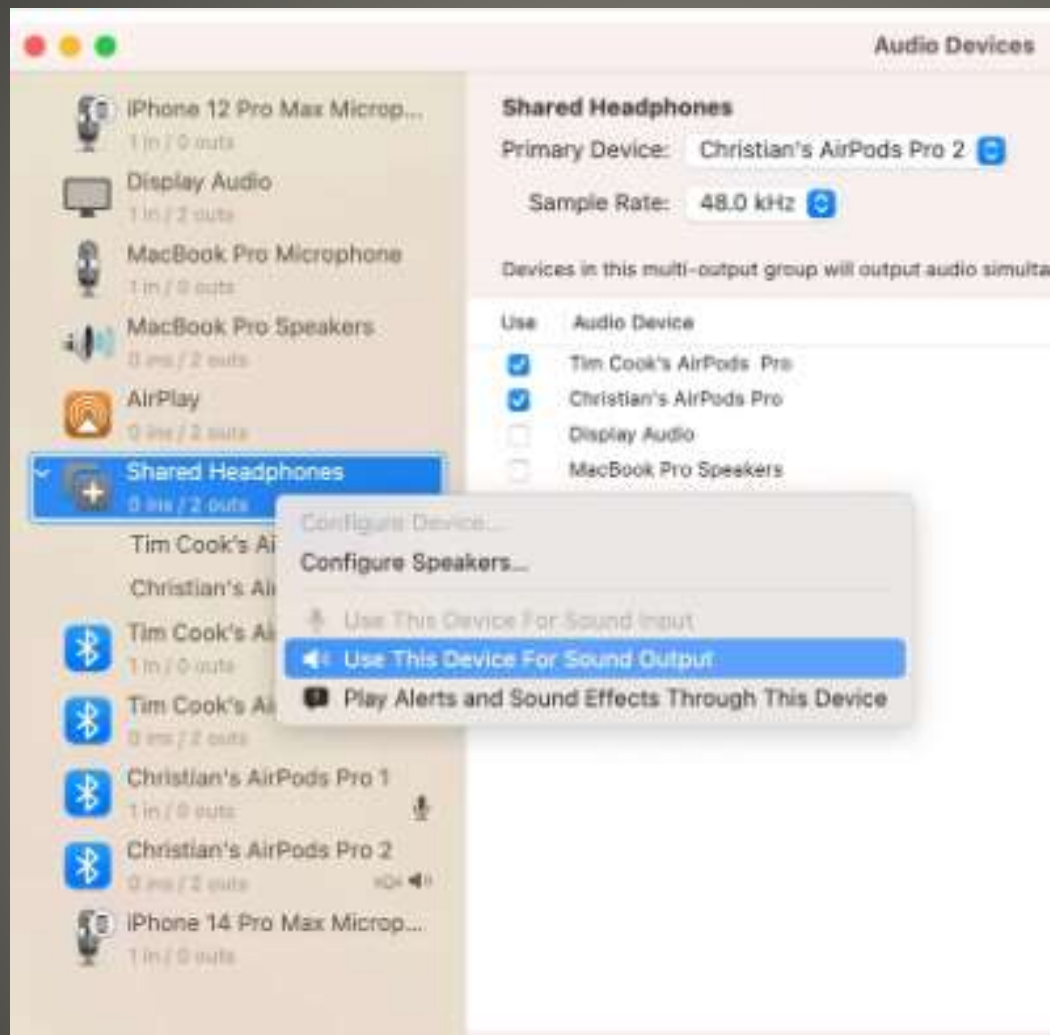 Audio Devices
iPhone 12 Pro Max Microp...
1 in / 0 outs
Display Audio
1 in / 2 outs
MacBook Pro Microphone
1 in / 0 outs
MacBook Pro Speakers
0 ins / 2 outs
AirPlay
0 ins / 2 outs
Shared Headphones
0 ins / 2 outs
Tim Cook's Ai
Christian's Ai
Tim Cook's Ai
1 in / 0 outs
Tim Cook's Ai
0 ins / 2 outs
Christian's AirPods Pro 1
1 in / 0 outs
Christian's AirPods Pro 2
0 ins / 2 outs
iPhone 14 Pro Max Microp...
1 in / 0 outs
Shared Headphones
Primary Device: Christian's AirPods Pro 2
Sample Rate: 48.0 kHz
Devices in this multi-output group will output audio simulta
Use Audio Device
Tim Cook's AirPods Pro
Christian's AirPods Pro
Display Audio
MacBook Pro Speakers
Configure Device...
Configure Speakers...
Use This Device For Sound Input
Use This Device For Sound Output
Play Alerts and Sound Effects Through This Device